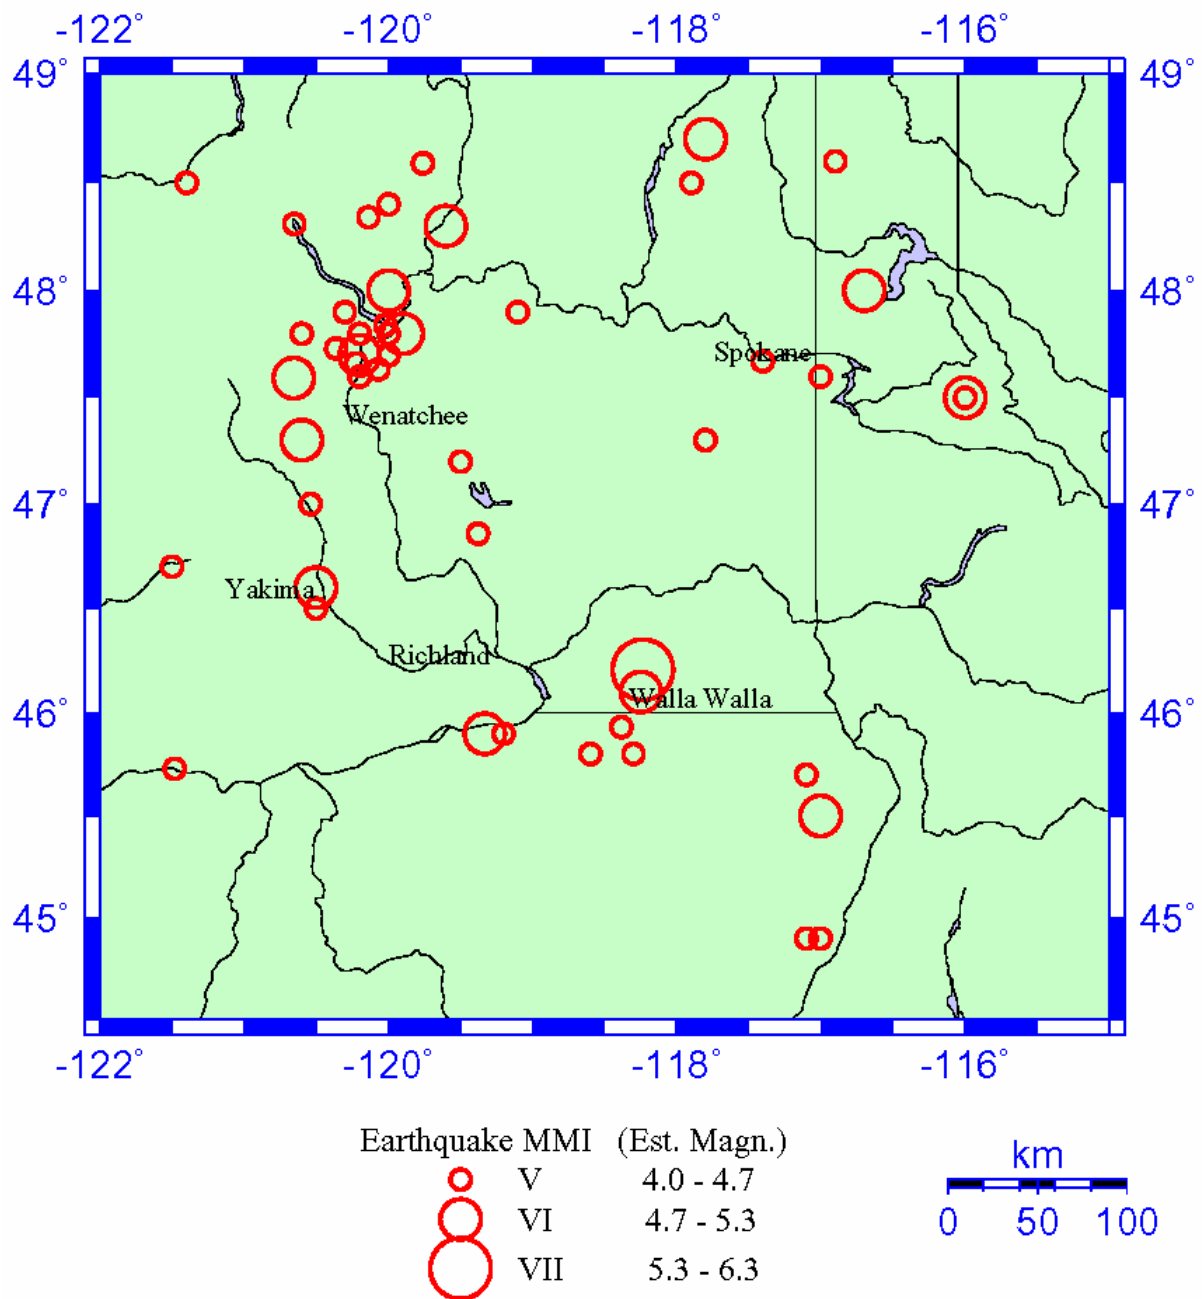 -122° -120° -118° -116°
49° 49°
48° 48°
Spokane
Wenatchee
47° 47°
Yakima
Richland
Walla Walla
46° 46°
45° 45°
-122° -120° -118° -116°
Earthquake MMI (Est. Magn.)
V 4.0 - 4.7
VI 4.7 - 5.3
VII 5.3 - 6.3
km
0 50 100